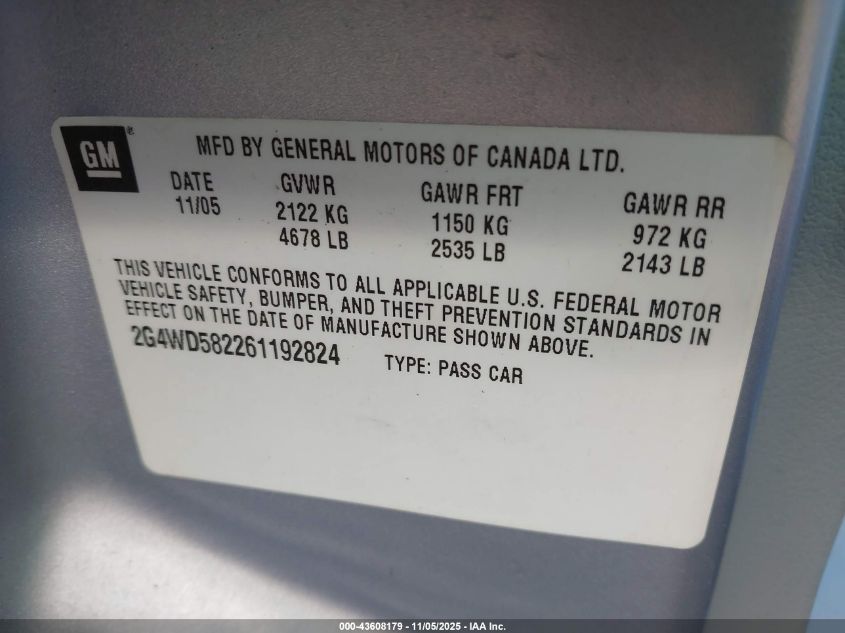 GM®
MFD BY GENERAL MOTORS OF CANADA LTD.
DATE GVWR GAWR FRT GAWR RR
11/05 2122 KG 1150 KG 972 KG
4678 LB 2535 LB 2143 LB
THIS VEHICLE CONFORMS TO ALL APPLICABLE U.S. FEDERAL MOTOR
VEHICLE SAFETY, BUMPER, AND THEFT PREVENTION STANDARDS IN
EFFECT ON THE DATE OF MANUFACTURE SHOWN ABOVE.
2G4WD582261192824 TYPE: PASS CAR
000-43608179 - 11/05/2025 - IAA Inc.